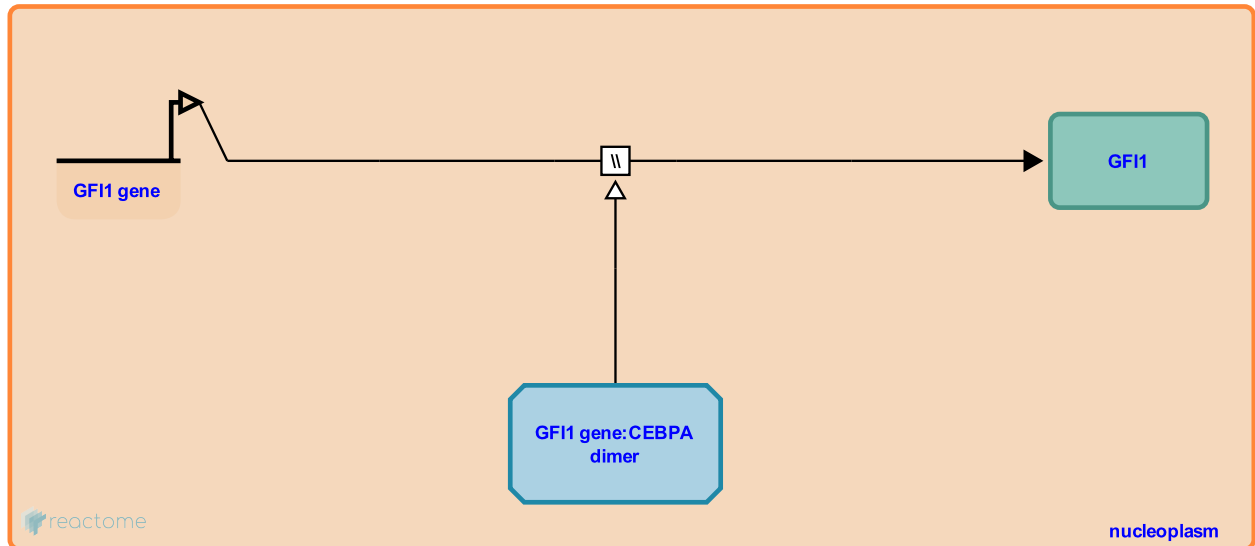 GFI1 gene
\\
GFI1
GFI1 gene:CEBPA
dimer
reactome
nucleoplasm